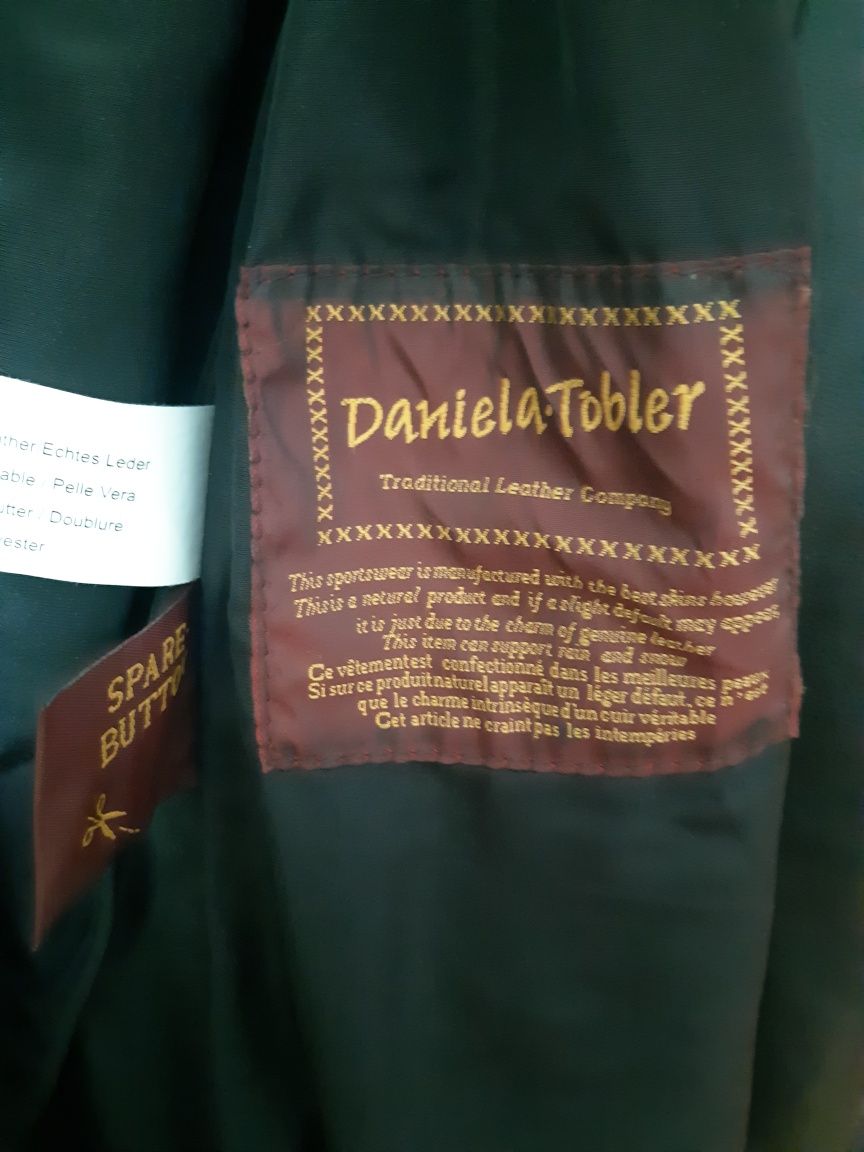 ther Echtes Leder
able / Pelle Vera
utter / Doublure
ester
SPARE
BUTTO
Daniela·Tobler
Traditional Leather Company
This sportswear is manufactured with the best skins however
This is a netural product and if a slight default may appear
it is just due to the charm of genuine leather
This item can support rain and snow
Ce vêtement est confectionné dans les meilleures peaux
Si sur ce produit naturel apparaît un léger défaut, ce n'est
que le charme intrinsèque d'un cuir véritable
Cet article ne craint pas les intempéries